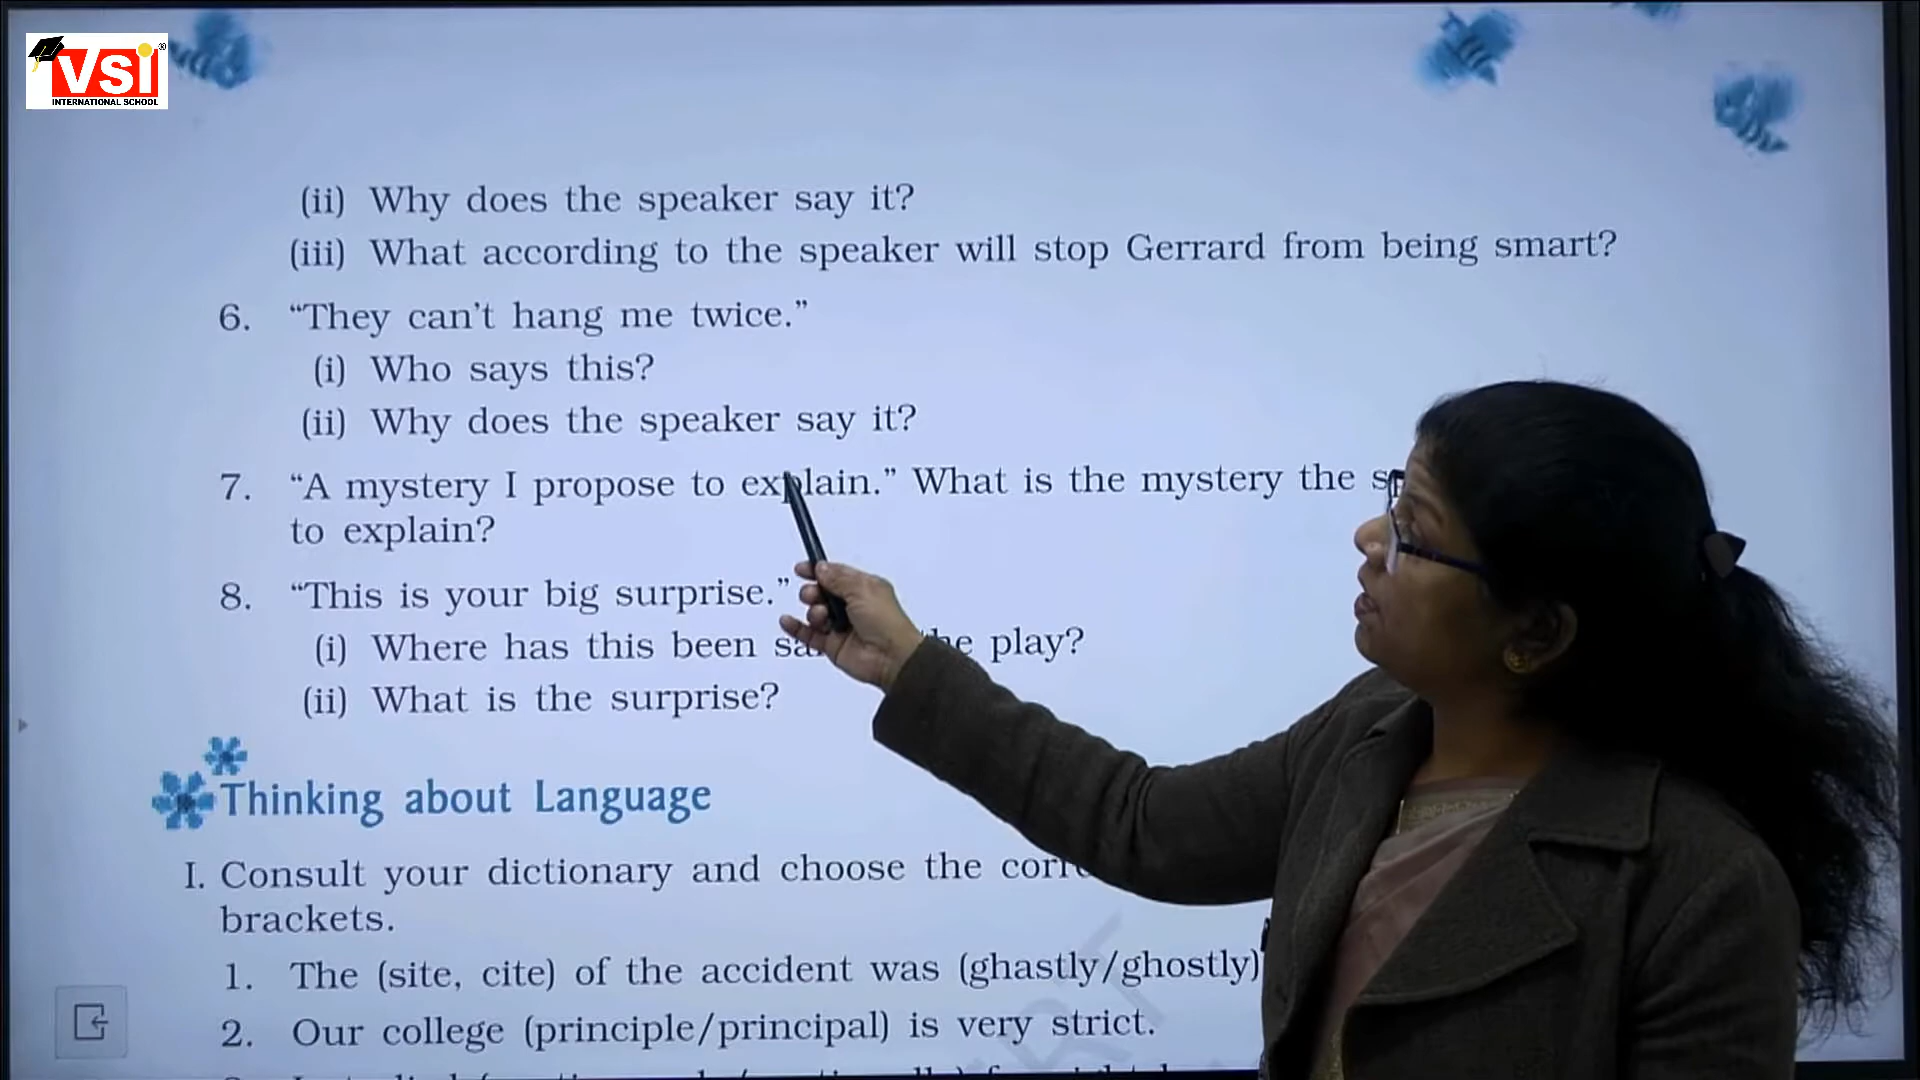 VSI
®
INTERNATIONAL SCHOOL
(ii) Why does the speaker say it?
(iii) What according to the speaker will stop Gerrard from being smart?
6. “They can’t hang me twice.”
(i) Who says this?
(ii) Why does the speaker say it?
7. “A mystery I propose to explain.” What is the mystery the
to explain?
8. “This is your big surprise.”
(i) Where has this been play?
(ii) What is the surprise?
Thinking about Language
I. Consult your dictionary and choose the
brackets.
1. The (site, cite) of the accident was (ghastly/ghostly)
2. Our college (principle/principal) is very strict.